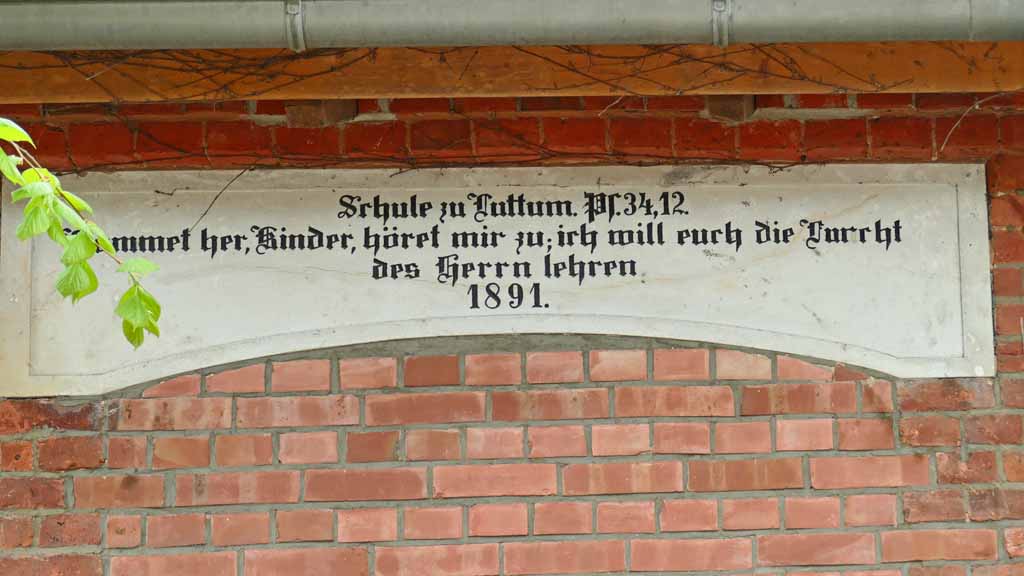 Schule zu Luttum. Ps. 34,12.
Kommet her, Kinder, höret mir zu; ich will euch die Furcht
des Herrn lehren
1891.